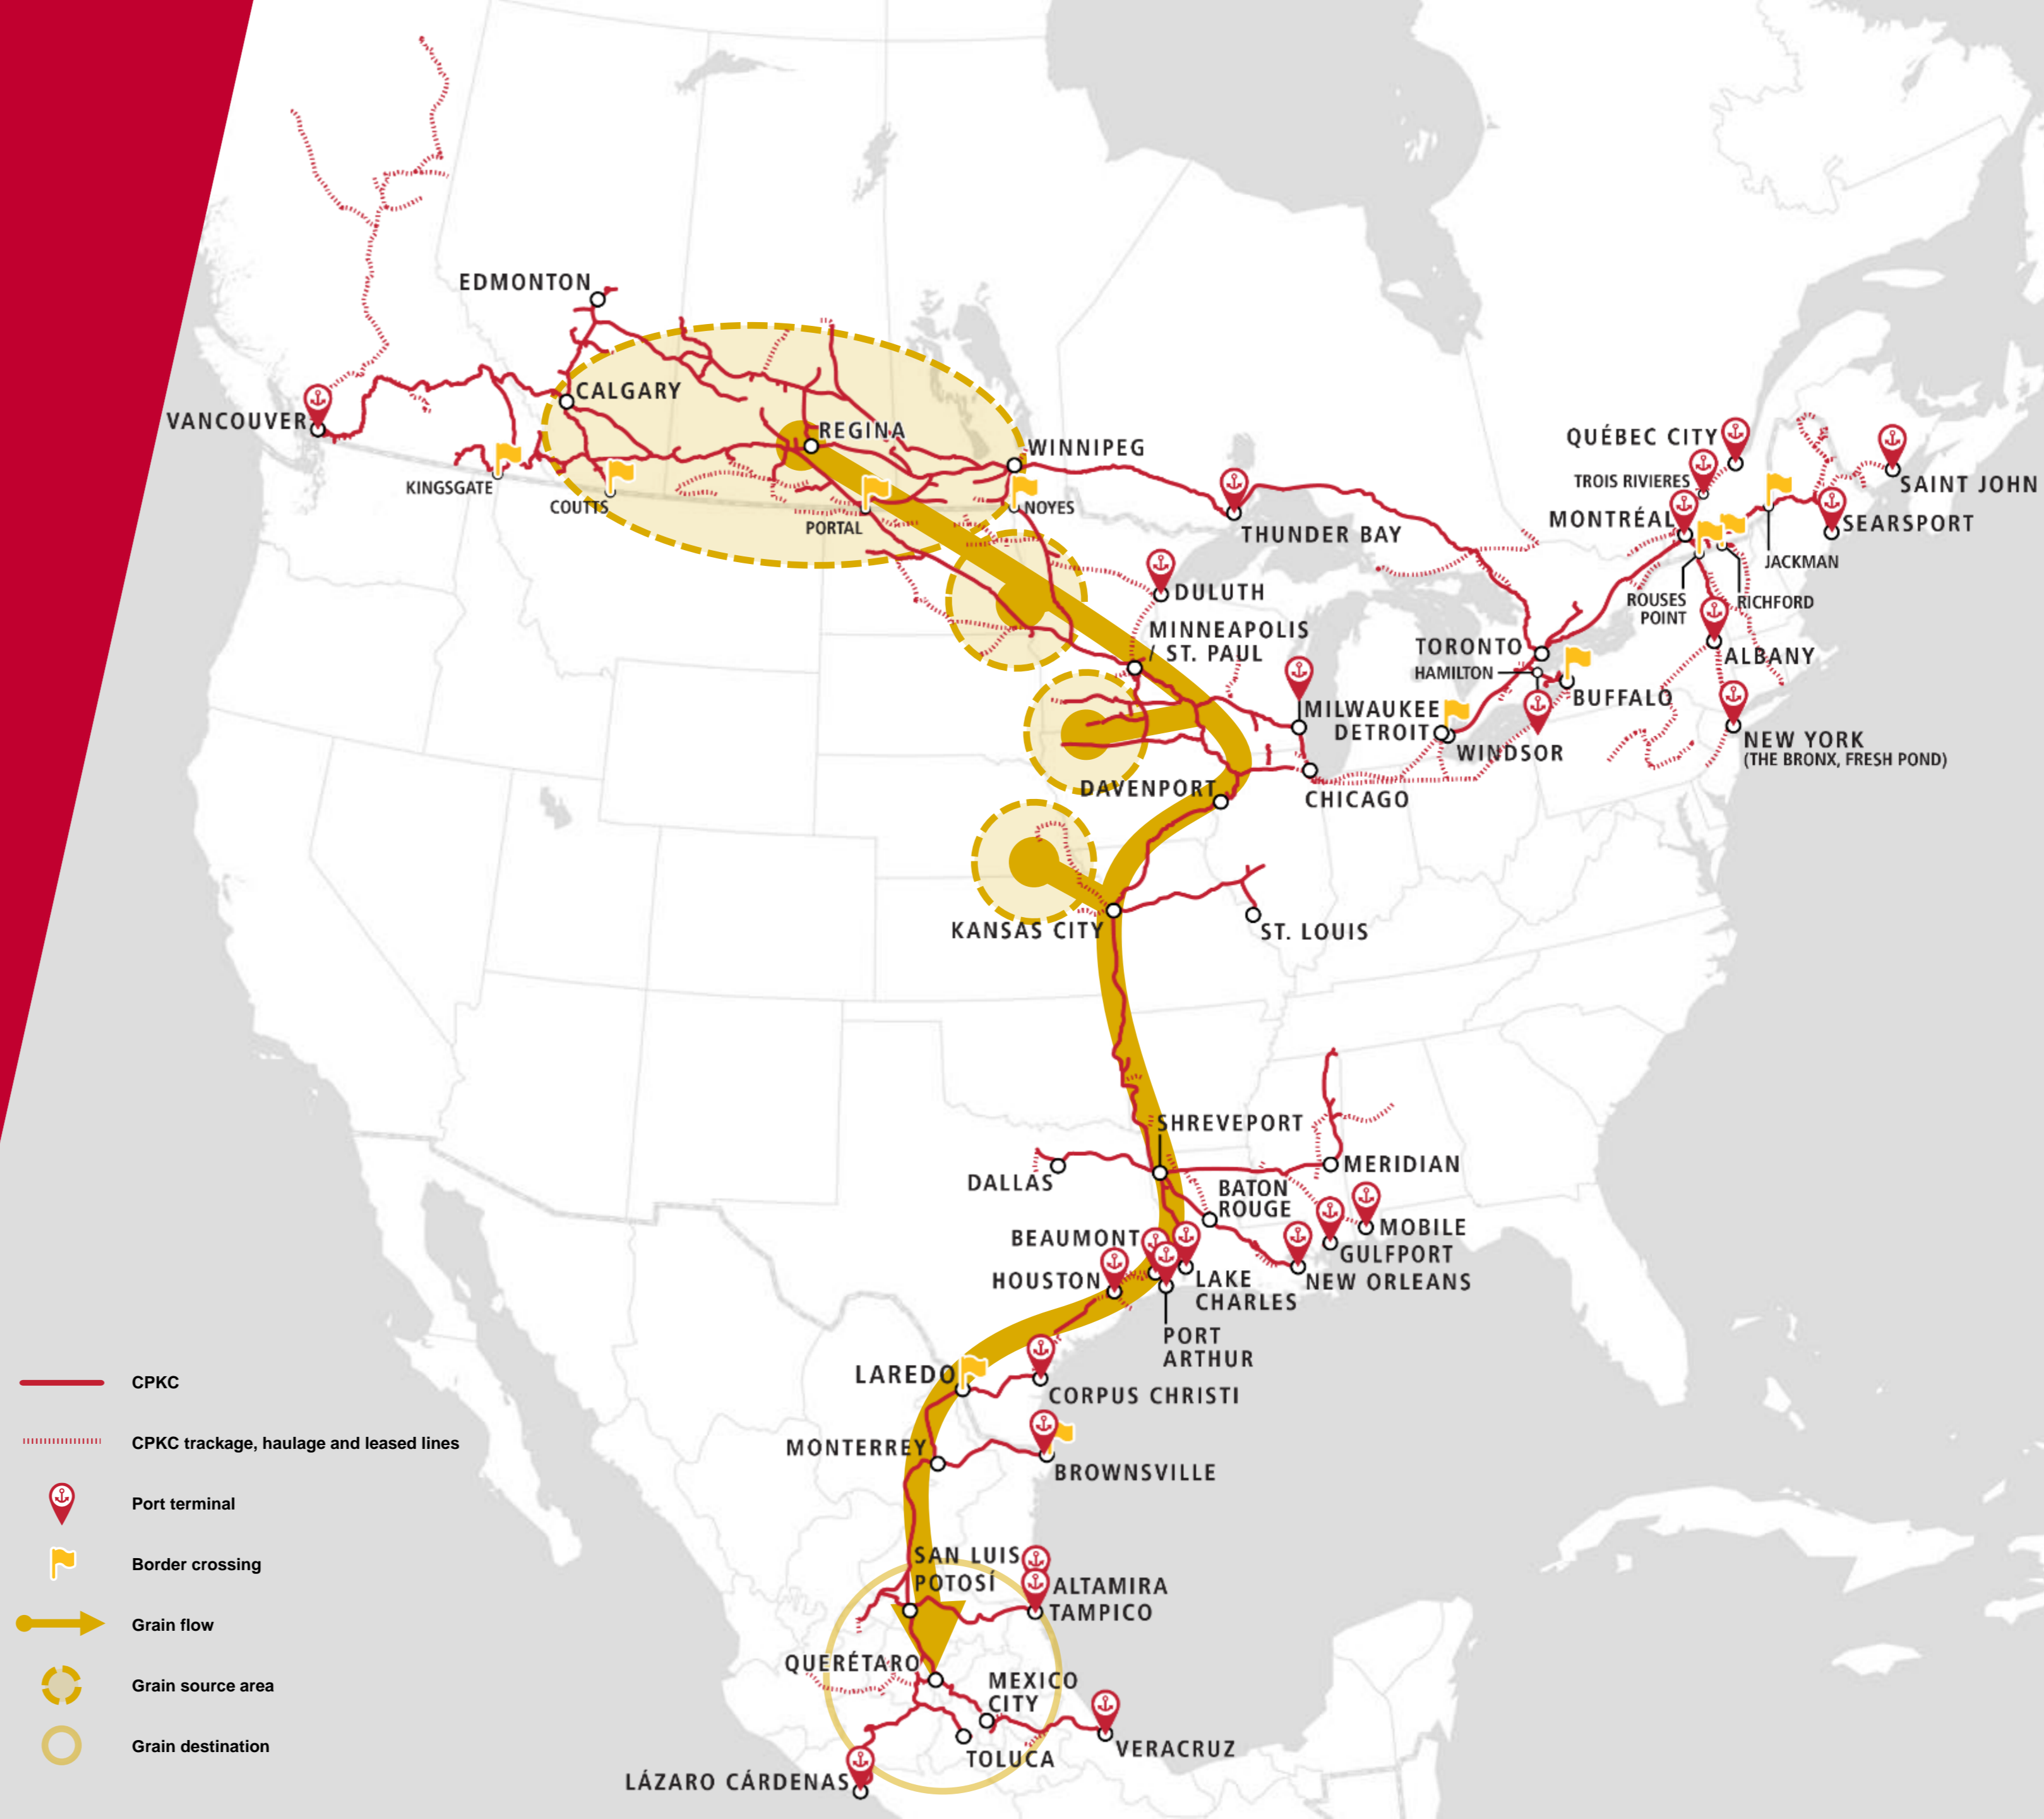 EDMONTON
CALGARY
VANCOUVER
REGINA
WINNIPEG
KINGSGATE
COUTTS
PORTAL
NOYES
THUNDER BAY
DULUTH
MINNEAPOLIS
/ ST. PAUL
QUÉBEC CITY
TROIS RIVIERES
MONTRÉAL
SAINT JOHN
SEARSPORT
JACKMAN
ROUSES
POINT
RICHFORD
TORONTO
HAMILTON
ALBANY
BUFFALO
MILWAUKEE
DETROIT
WINDSOR
NEW YORK
(THE BRONX, FRESH POND)
DAVENPORT
CHICAGO
KANSAS CITY
ST. LOUIS
SHREVEPORT
DALLAS
MERIDIAN
BATON
ROUGE
BEAUMONT
MOBILE
GULFPORT
HOUSTON
LAKE
CHARLES
NEW ORLEANS
PORT
ARTHUR
LAREDO
CORPUS CHRISTI
MONTERREY
BROWNSVILLE
SAN LUIS
POTOSÍ
ALTAMIRA
TAMPICO
QUERÉTARO
MEXICO
CITY
TOLUCA
VERACRUZ
LÁZARO CÁRDENAS
CPKC
CPKC trackage, haulage and leased lines
Port terminal
Border crossing
Grain flow
Grain source area
Grain destination